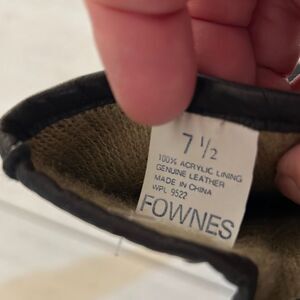 7 1/2
100% ACRYLIC LINING
GENUINE LEATHER
MADE IN CHINA
WPL 9522
FOWNES